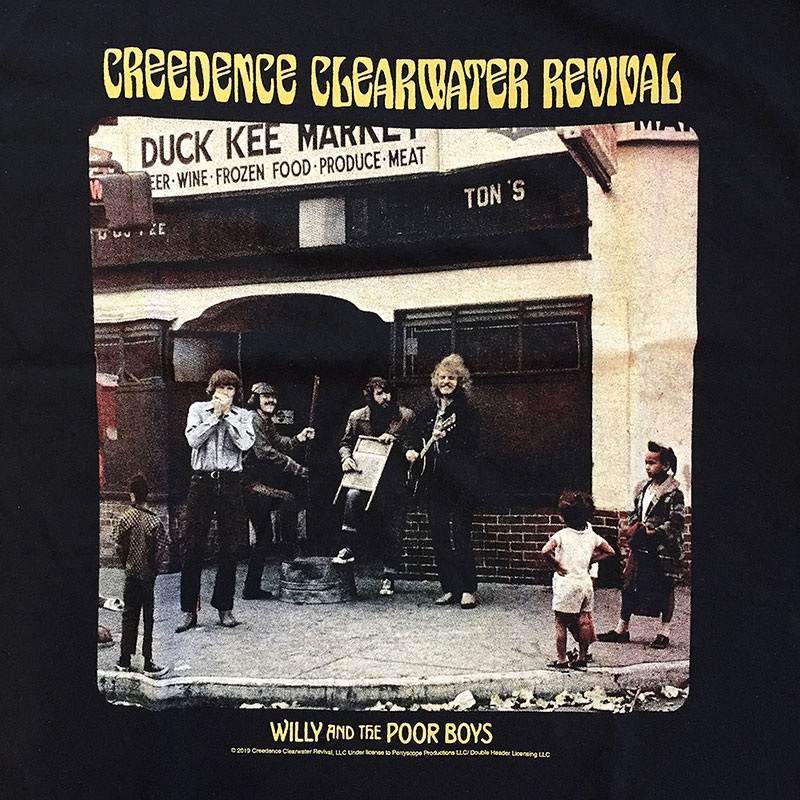 CREEDENCE CLEARWATER REVIVAL
DUCK KEE MARKET
EER·WINE·FROZEN FOOD·PRODUCE·MEAT
TON'S
WILLY AND THE POOR BOYS
© 2019 Creedence Clearwater Revival, LLC Under license to Perryscope Productions LLC/ Double Header Licensing LLC